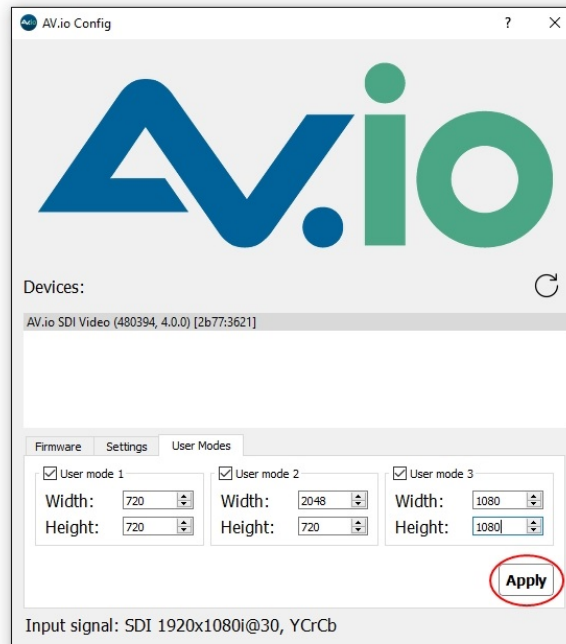 AV.io AV.io Config ? ×
AV.io
Devices:
AV.io SDI Video (480394, 4.0.0) [2b77:3621]
Firmware Settings User Modes
User mode 1 User mode 2 User mode 3
Width: 720 Width: 2048 Width: 1080
Height: 720 Height: 720 Height: 1080
Apply
Input signal: SDI 1920x1080i@30, YCrCb